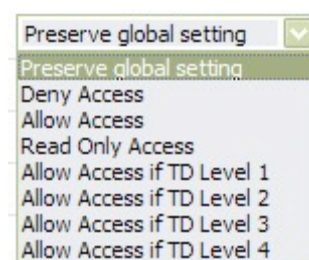 Preserve global setting
Preserve global setting
Deny Access
Allow Access
Read Only Access
Allow Access if TD Level 1
Allow Access if TD Level 2
Allow Access if TD Level 3
Allow Access if TD Level 4